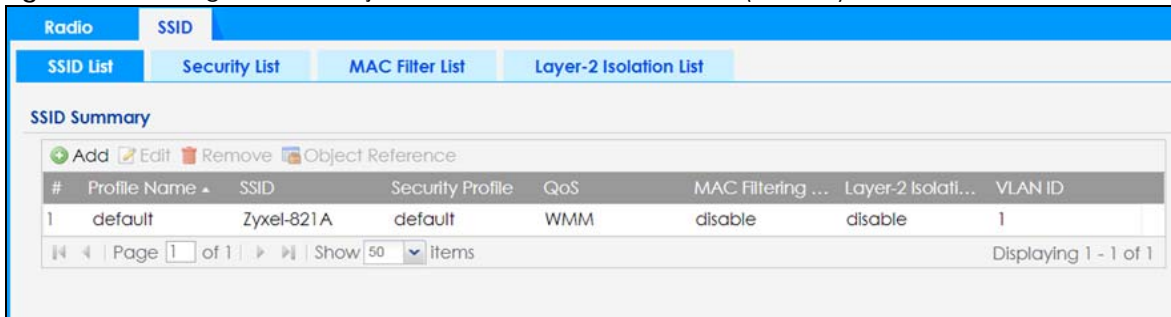 Radio SSID
SSID List Security List MAC Filter List Layer-2 Isolation List
SSID Summary
Add Edit Remove Object Reference
# Profile Name SSID Security Profile QoS MAC Filtering ... Layer-2 Isolati... VLAN ID
1 default Zyxel-821A default WMM disable disable 1
Page 1 of 1 Show 50 items Displaying 1 - 1 of 1